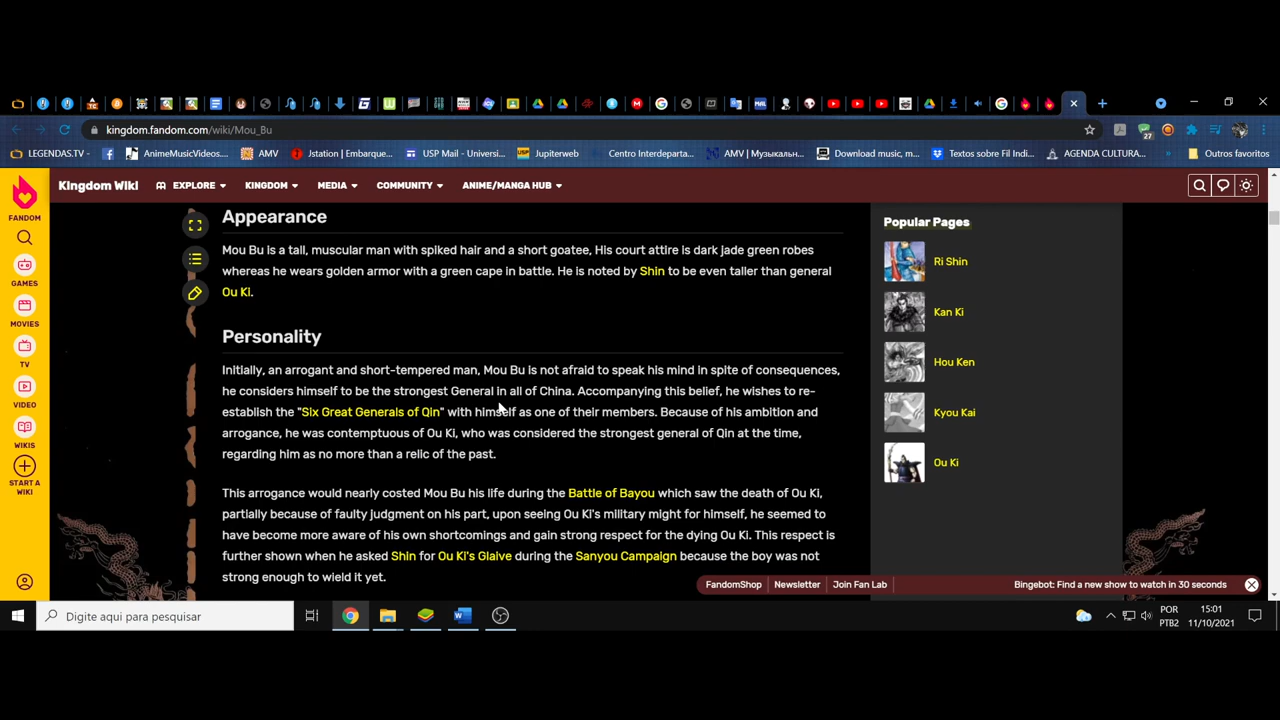 27
kingdom.fandom.com/wiki/Mou_Bu
LEGENDAS.TV -
AnimeMusicVideos....
AMV
Jstation | Embarque...
USP Mail - Universi...
Jupiterweb
Centro Interdeparta...
AMV | Музыкальн...
Download music, m...
Textos sobre Fil Indi...
AGENDA CULTURA...
»
Outros favoritos
FANDOM
GAMES
MOVIES
TV
VIDEO
WIKIS
START A
WIKI
Kingdom Wiki
EXPLORE
KINGDOM
MEDIA
COMMUNITY
ANIME/MANGA HUB
Appearance
Mou Bu is a tall, muscular man with spiked hair and a short goatee, His court attire is dark jade green robes
whereas he wears golden armor with a green cape in battle. He is noted by Shin to be even taller than general
Ou Ki.
Personality
Initially, an arrogant and short-tempered man, Mou Bu is not afraid to speak his mind in spite of consequences,
he considers himself to be the strongest General in all of China. Accompanying this belief, he wishes to re-
establish the "Six Great Generals of Qin" with himself as one of their members. Because of his ambition and
arrogance, he was contemptuous of Ou Ki, who was considered the strongest general of Qin at the time,
regarding him as no more than a relic of the past.
This arrogance would nearly costed Mou Bu his life during the Battle of Bayou which saw the death of Ou Ki,
partially because of faulty judgment on his part, upon seeing Ou Ki's military might for himself, he seemed to
have become more aware of his own shortcomings and gain strong respect for the dying Ou Ki. This respect is
further shown when he asked Shin for Ou Ki's Glaive during the Sanyou Campaign because the boy was not
strong enough to wield it yet.
Popular Pages
Ri Shin
Kan Ki
Hou Ken
Kyou Kai
Ou Ki
FandomShop
Newsletter
Join Fan Lab
Bingebot: Find a new show to watch in 30 seconds
Digite aqui para pesquisar
POR
PTB2
15:01
11/10/2021